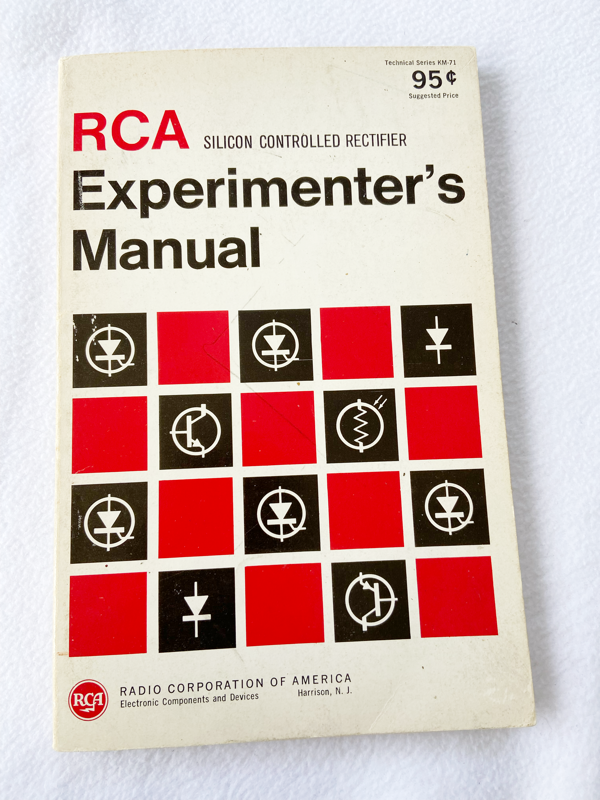 Technical Series KM-71
95¢
Suggested Price
RCA SILICON CONTROLLED RECTIFIER
Experimenter's
Manual
RCA
RADIO CORPORATION OF AMERICA
Electronic Components and Devices Harrison, N. J.